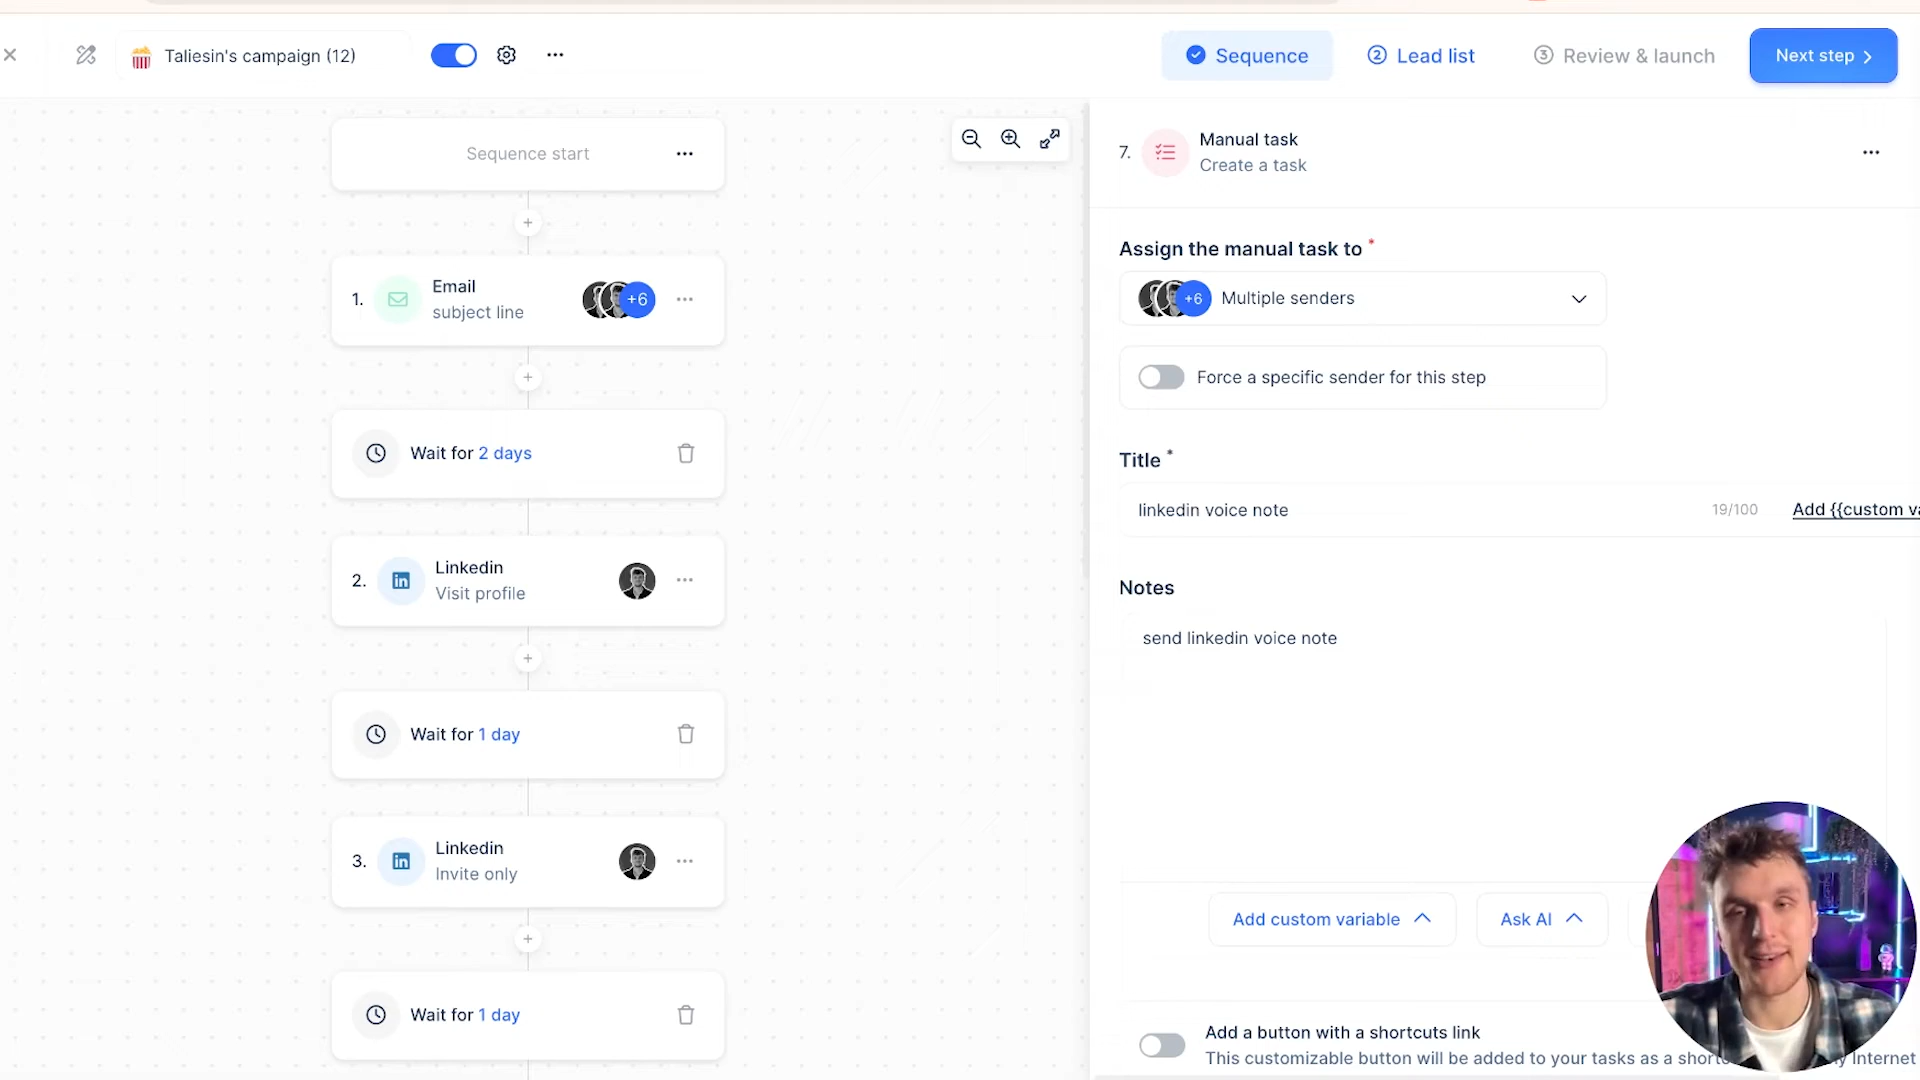 Taliesin's campaign (12)
Sequence
2 Lead list
3 Review & launch
Next step
Sequence start
1.
Email
subject line
+6
Wait for 2 days
2.
Linkedin
Visit profile
Wait for 1 day
3.
Linkedin
Invite only
Wait for 1 day
7.
Manual task
Create a task
Assign the manual task to *
+6 Multiple senders
Force a specific sender for this step
Title *
linkedin voice note
19/100
Add {{custom va
Notes
send linkedin voice note
Add custom variable
Ask AI
Add a button with a shortcuts link
This customizable button will be added to your tasks as a short
Internet